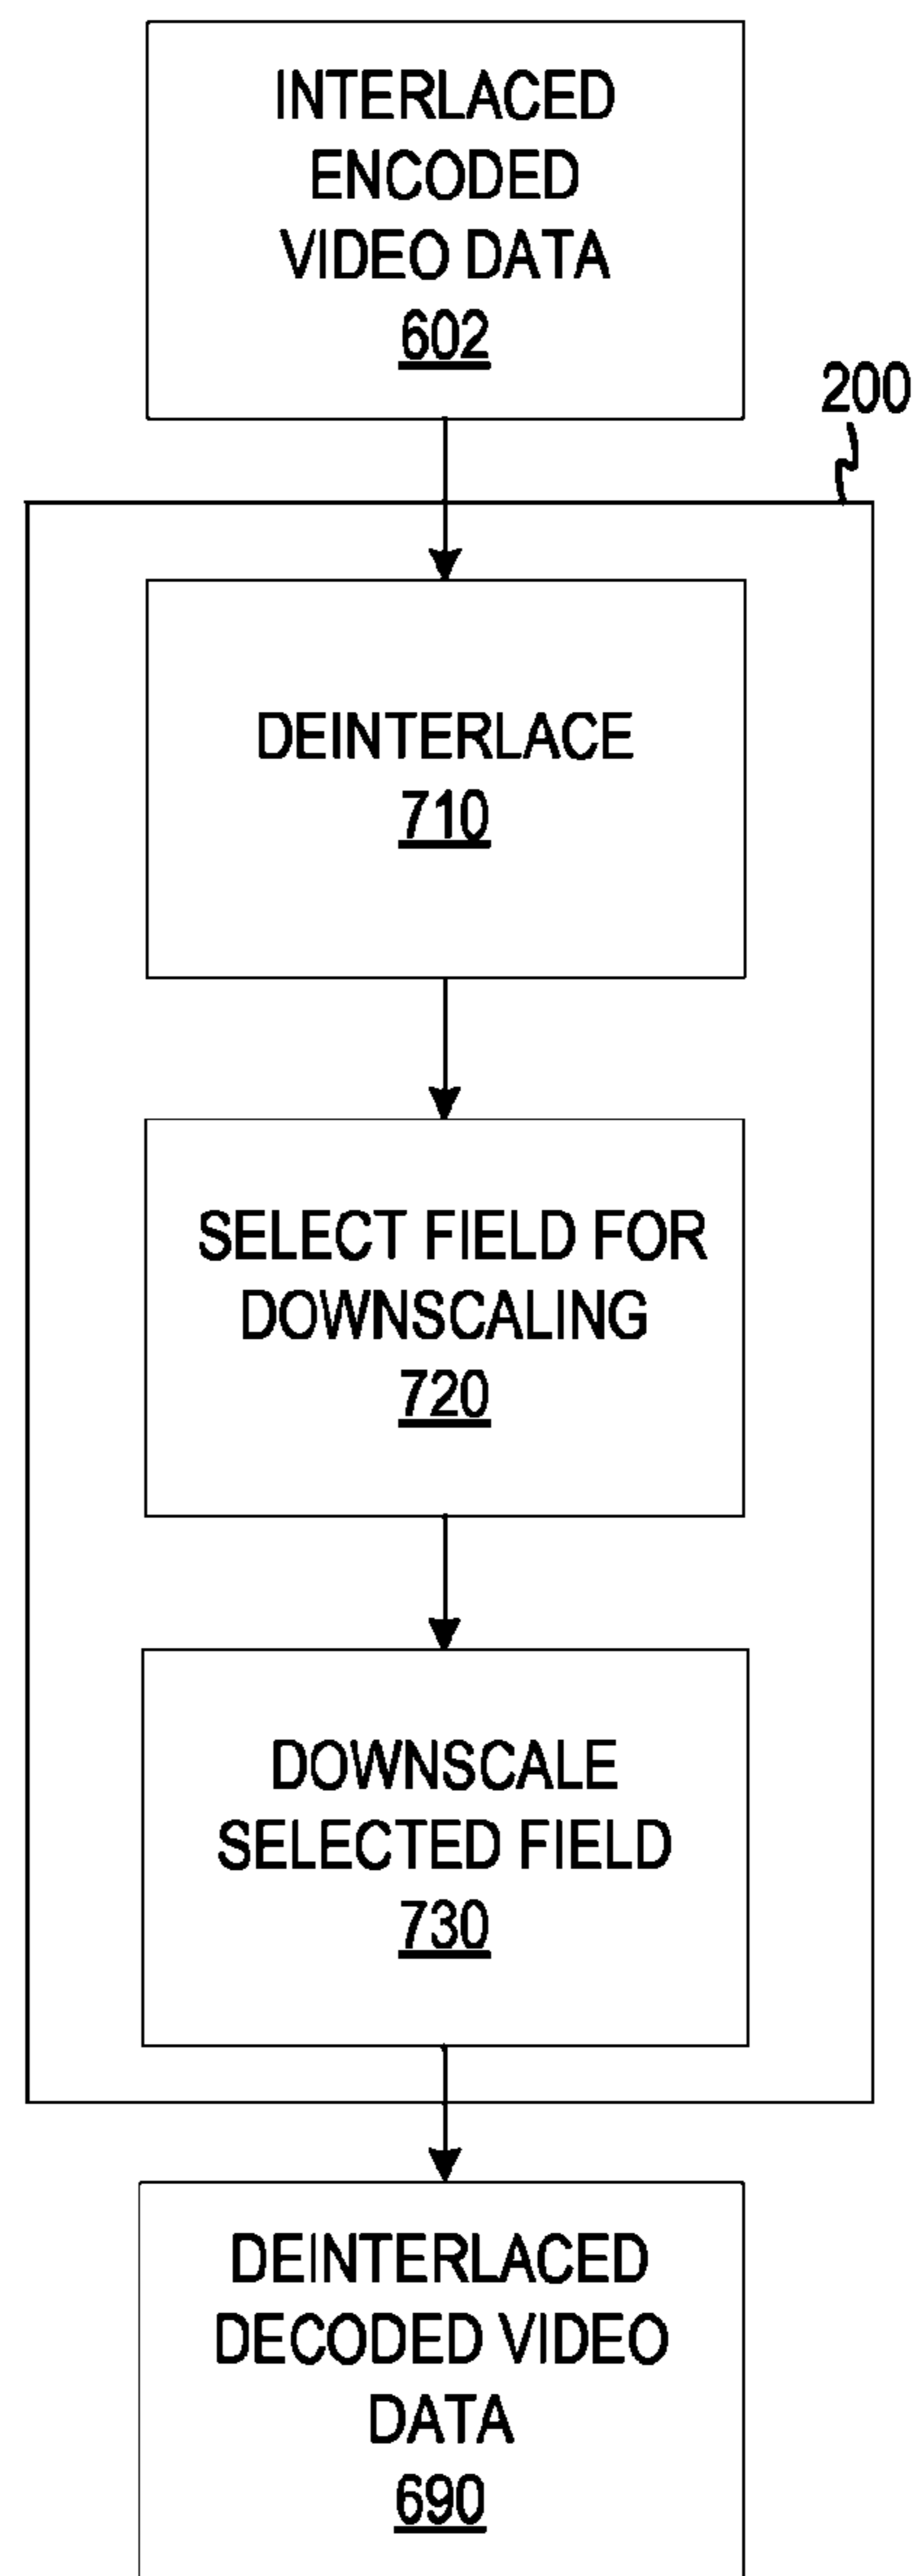 INTERLACED
ENCODED
VIDEO DATA
602
200
DEINTERLACE
710
SELECT FIELD FOR
DOWNSCALING
720
DOWNSCALE
SELECTED FIELD
730
DEINTERLACED
DECODED VIDEO
DATA
690